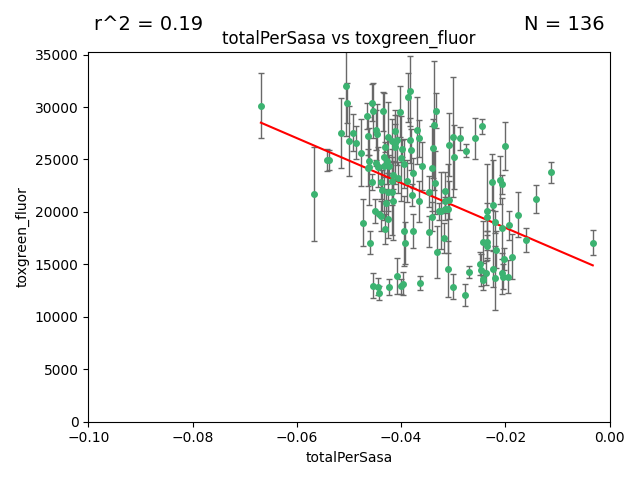 r^2 = 0.19
N = 136
totalPerSasa vs toxgreen_fluor
35000
30000
25000
20000
15000
10000
5000
0
toxgreen_fluor
−0.10
−0.08
−0.06
−0.04
−0.02
0.00
totalPerSasa